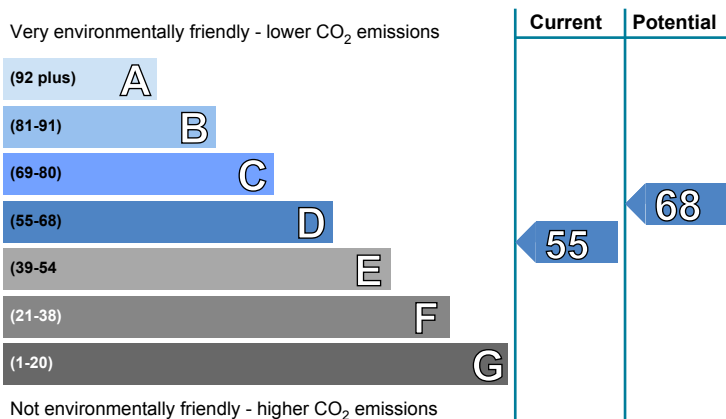 Current Potential
Very environmentally friendly - lower CO2 emissions
(92 plus) A
(81-91) B
(69-80) C
(55-68) D
(39-54 E
(21-38) F
(1-20) G
55
68
Not environmentally friendly - higher CO2 emissions